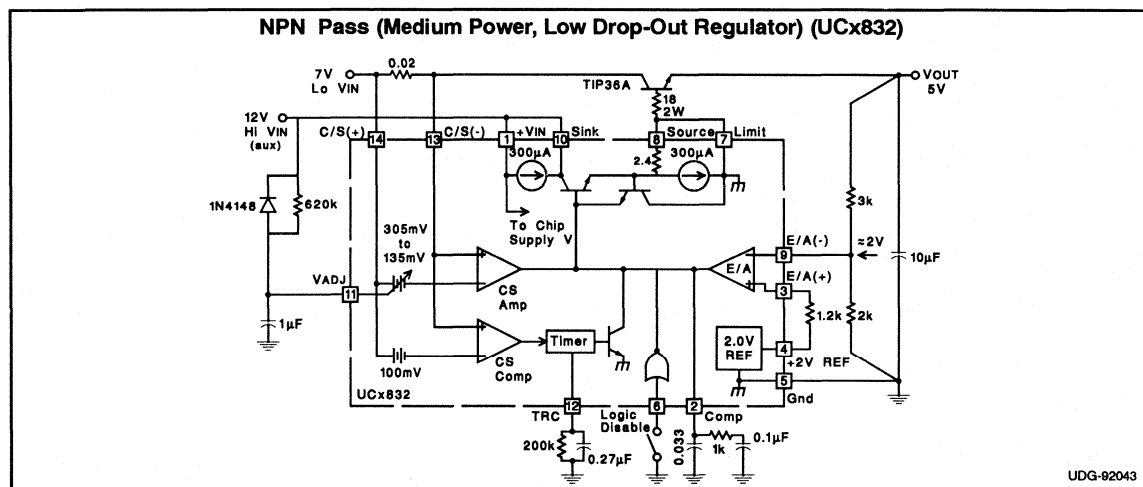 NPN Pass (Medium Power, Low Drop-Out Regulator) (UCx832)
7V
Lo VIN
0.02
TIP36A
18
2W
VOUT
5V
12V
Hi VIN
(aux)
C/S(+)
14
C/S(-)
13
+VIN
1
Sink
10
Source
8
Limit
7
300μA
2.4
300μA
1N4148
620k
To Chip
Supply V
305mV
to
135mV
3k
VADJ
11
+
-
CS
Amp
E/A
-
+
E/A(-)
9
≈2V
10μF
E/A(+)
3
1.2k
2k
1μF
+
-
CS
Comp
Timer
100mV
2.0V
REF
4
+2V REF
5
Gnd
UCx832
TRC
12
Logic
Disable
6
2
Comp
200k
0.27μF
0.033
1k
0.1μF
UDG-92043